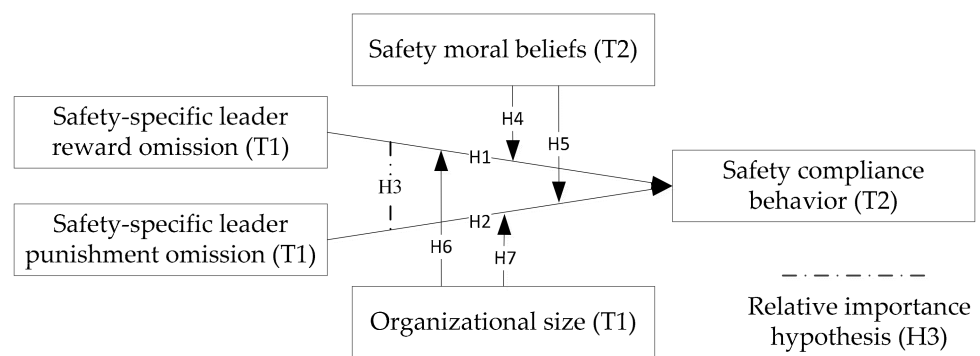 Safety moral beliefs (T2)
Safety-specific leader
reward omission (T1)
H4
H5
H1
H3
Safety compliance
behavior (T2)
Safety-specific leader
punishment omission (T1)
H2
H6
H7
Organizational size (T1)
Relative importance
hypothesis (H3)